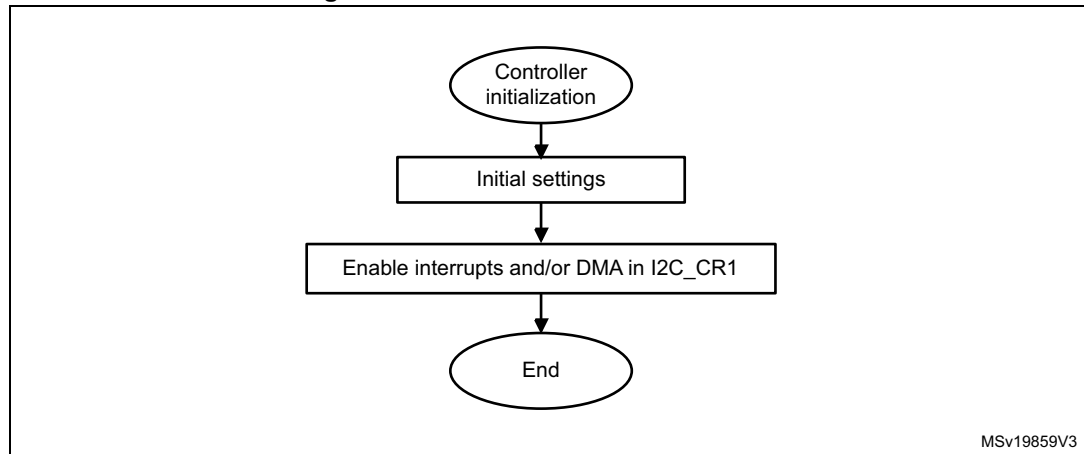 Controller
initialization
Initial settings
Enable interrupts and/or DMA in I2C_CR1
End
MSv19859V3